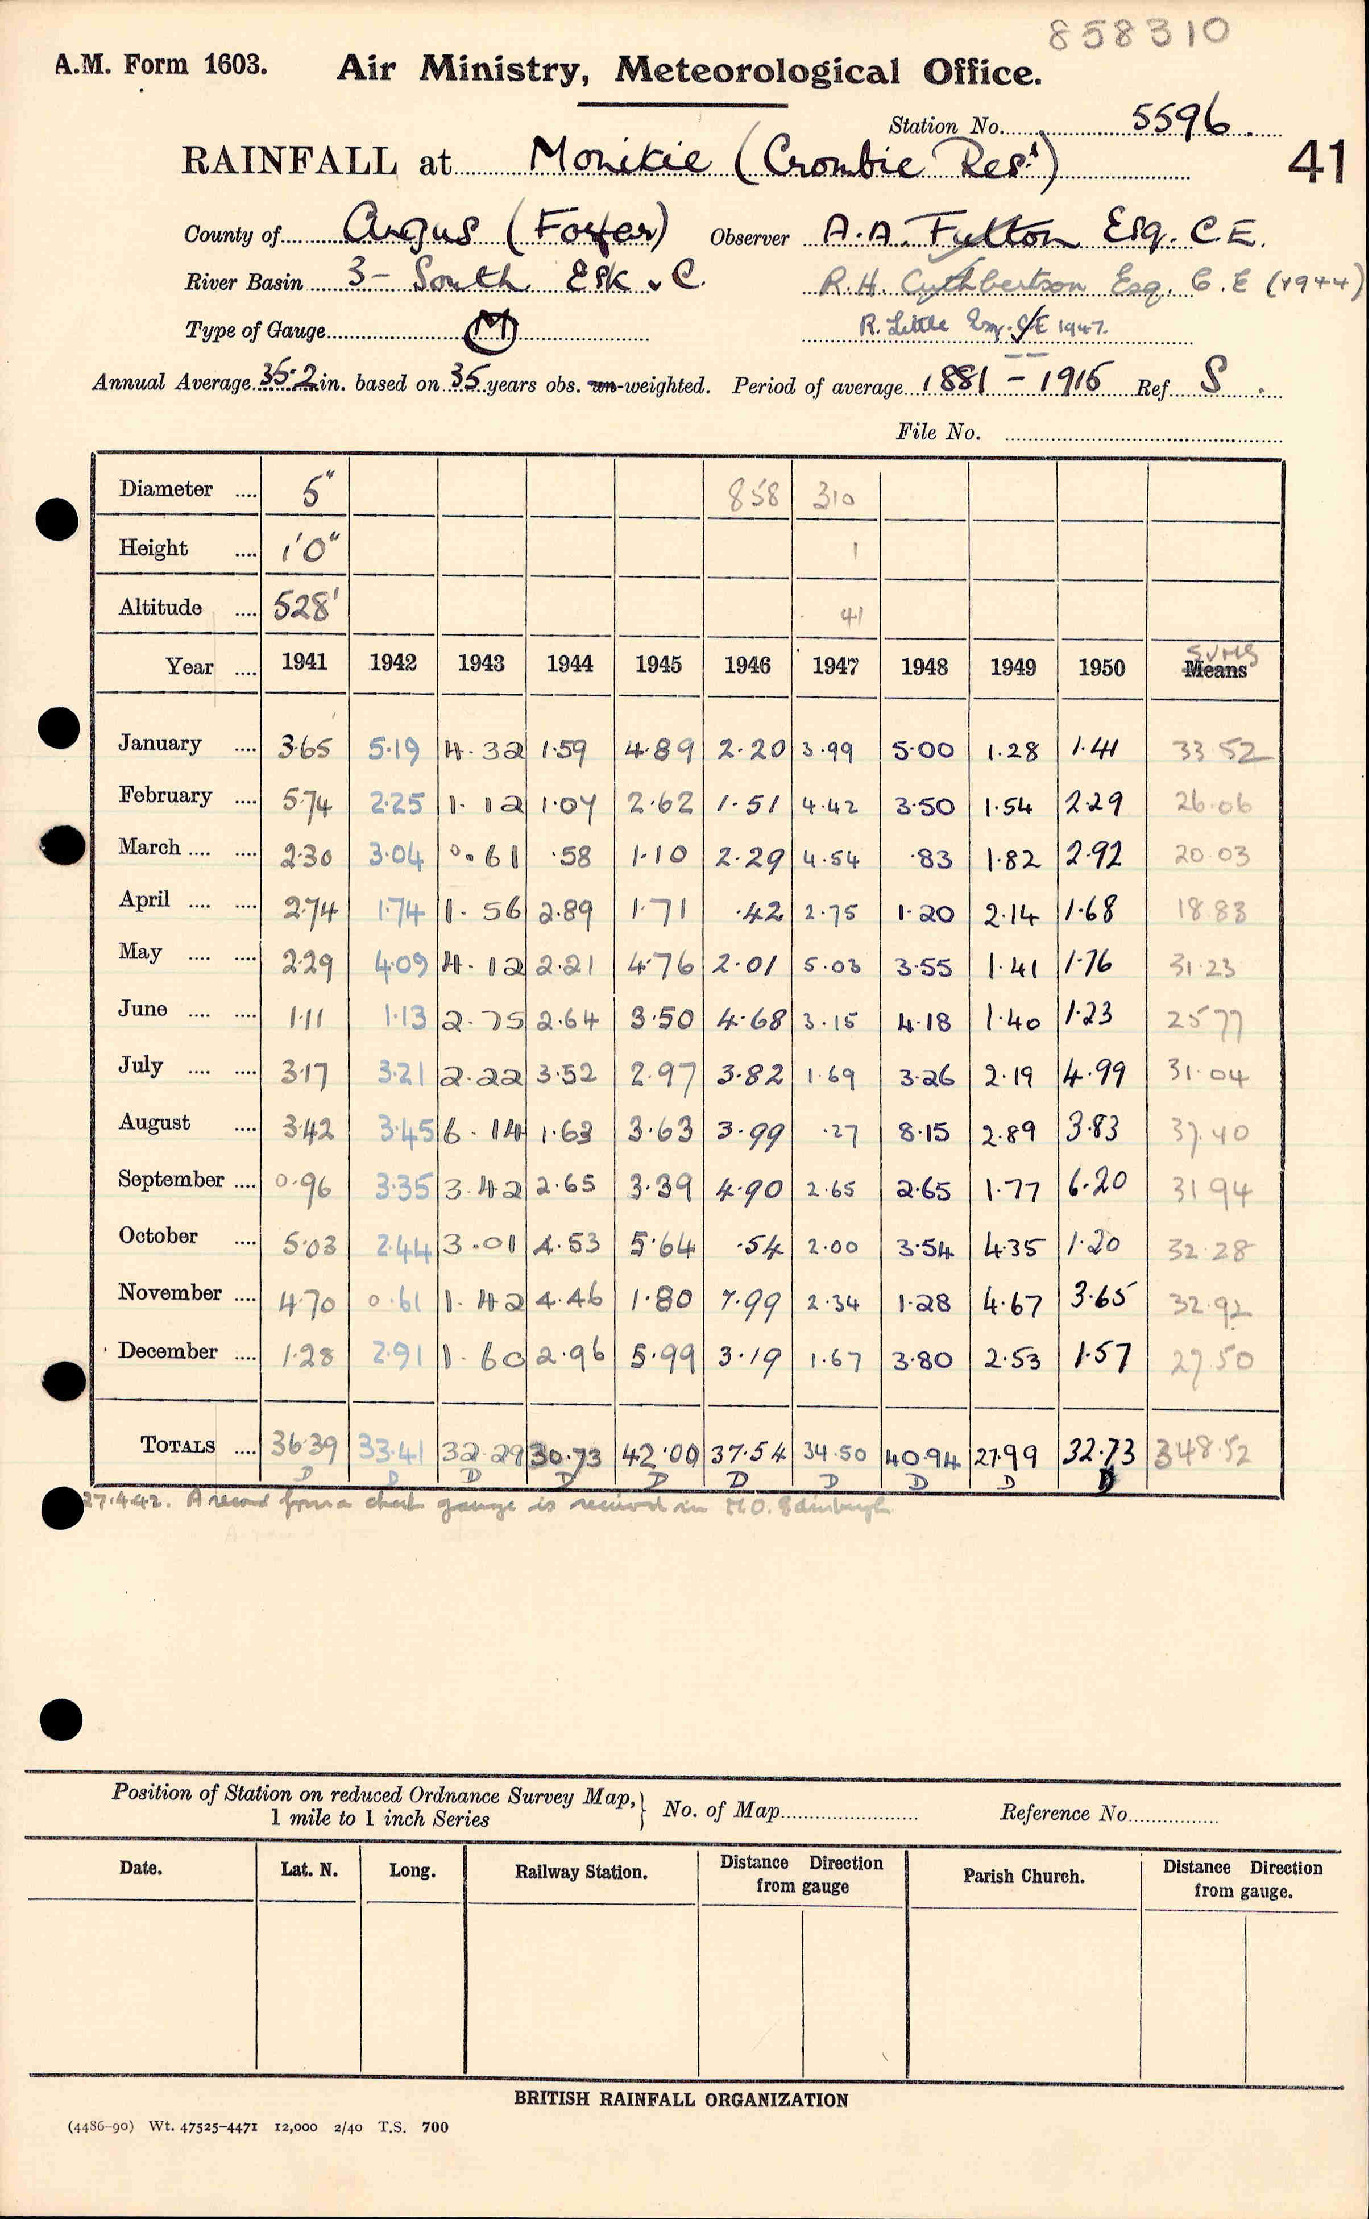 858310
A.M. Form 1603. Air Ministry, Meteorological Office.
Station No. 5596.
RAINFALL at Monikie (Crombie Resr) 41
County of Angus (Forfar) Observer A.A. Fulton Esq. C.E.
River Basin 3- South Esk &c. R.H. Cuthbertson Esq. C.E (1944)
Type of Gauge M R. Little Esq. CE 1947.
Annual Average 35.2 in. based on 35 years obs. un-weighted. Period of average 1881 - 1915 Ref S.
File No.
Diameter .... 5" 858 310
Height .... 1'0" 1
Altitude .... 528' 41
Sums
Year .... 1941 1942 1943 1944 1945 1946 1947 1948 1949 1950 Means
January .... 3.65 5.19 4.32 1.59 4.89 2.20 3.99 5.00 1.28 1.41 33.52
February .... 5.74 2.25 1.12 1.07 2.62 1.51 4.42 3.50 1.54 2.29 26.06
March .... .... 2.30 3.04 0.61 .58 1.10 2.29 4.54 .83 1.82 2.92 20.03
April .... .... 2.74 1.74 1.56 2.89 1.71 .42 2.75 1.20 2.14 1.68 18.83
May .... .... 2.29 4.09 4.12 2.21 4.76 2.01 5.03 3.55 1.41 1.76 31.23
June .... .... 1.11 1.13 2.75 2.64 3.50 4.68 3.15 4.18 1.40 1.23 25.77
July .... .... 3.17 3.21 2.22 3.52 2.97 3.82 1.69 3.26 2.19 4.99 31.04
August .... 3.42 3.45 6.14 1.63 3.63 3.99 .27 8.15 2.89 3.83 37.40
September .... 0.96 3.35 3.42 2.65 3.39 4.90 2.65 2.65 1.77 6.20 31.94
October .... 5.03 2.44 3.01 4.53 5.64 .54 2.00 3.54 4.35 1.20 32.28
November .... 4.70 0.61 1.42 4.46 1.80 7.99 2.34 1.28 4.67 3.65 32.92
December .... 1.28 2.91 1.60 2.96 5.99 3.19 1.67 3.80 2.53 1.57 27.50
TOTALS .... 36.39 33.41 32.29 30.73 42.00 37.54 34.50 40.94 27.99 32.73 348.52
D D D D D D D D D D
27.4.42. A record from a check gauge is received in M.O. Edinburgh
Position of Station on reduced Ordnance Survey Map, } No. of Map Reference No.
1 mile to 1 inch Series
Date. Lat. N. Long. Railway Station. Distance Direction from gauge Parish Church. Distance Direction from gauge.
BRITISH RAINFALL ORGANIZATION
(4486-90) Wt. 47525-4471 12,000 2/40 T.S. 700